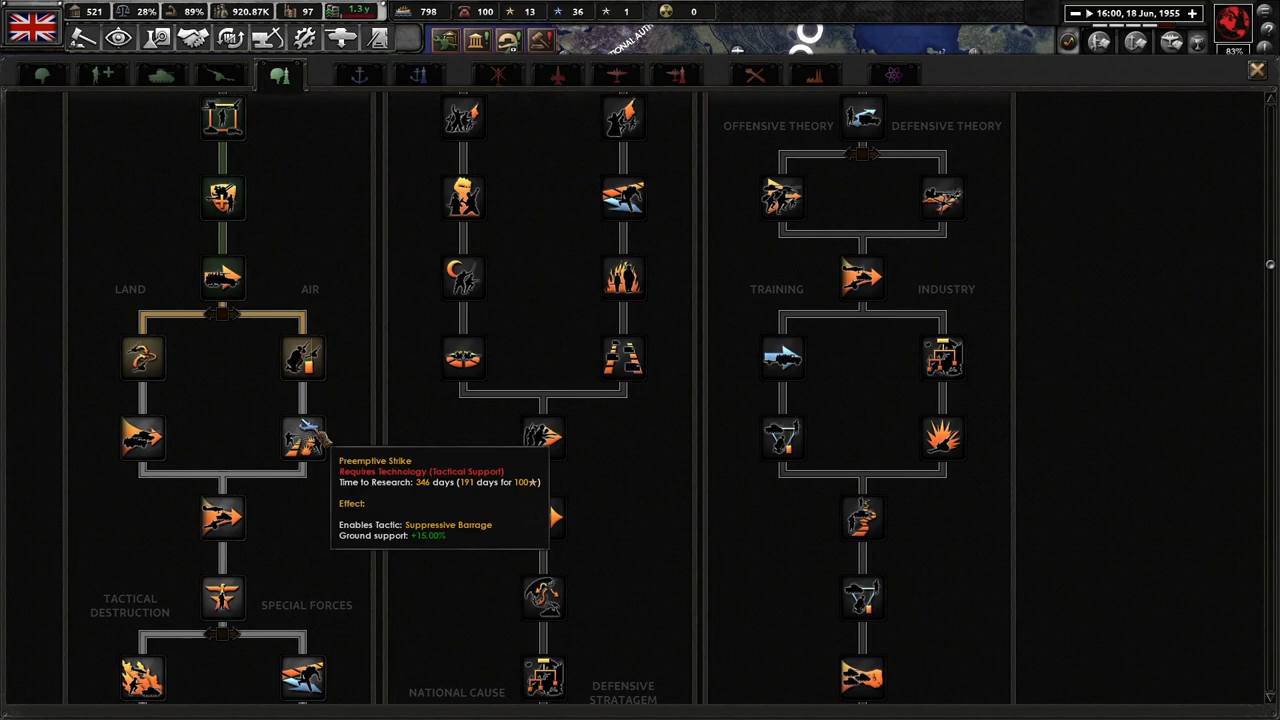 521
28%
89%
920.87K
97
1.3 y
798
100
13
36
1
0
16:00, 18 Jun, 1955
83%
OFFENSIVE THEORY
DEFENSIVE THEORY
LAND
AIR
TRAINING
INDUSTRY
Preemptive Strike
Requires Technology (Tactical Support)
Time to Research: 346 days (191 days for 100★)
Effect:
Enables Tactic: Suppressive Barrage
Ground support: +15.00%
TACTICAL
DESTRUCTION
SPECIAL FORCES
NATIONAL CAUSE
DEFENSIVE
STRATAGEM